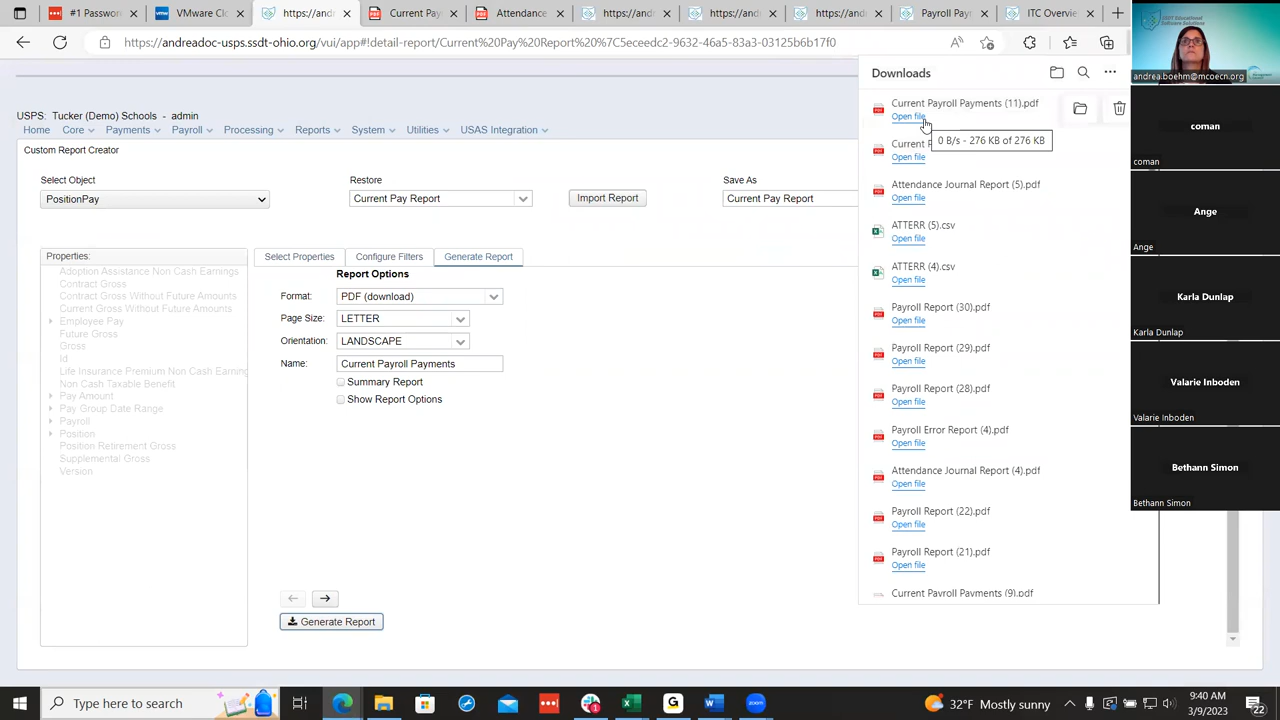 #1 Passwor
VMware Clo
https://and
Tucker (Dem
Tucker (Dem
https://and
https://and
https://and
Payroll Pay
ITC Overvie
SSDT Educational
Software Solutions
https://andreadoc-usps.ssdt-ohio.org/vui/app#!detail-report/Current%20Pay%20Report%20%7C5eceedc2-9632-46a5-83a3-03125b6b17f0
andrea.boehm@mcoecn.org
Downloads
Current Payroll Payments (11).pdf
Open file
0 B/s - 276 KB of 276 KB
Current P
Open file
Attendance Journal Report (5).pdf
Open file
ATTERR (5).csv
Open file
ATTERR (4).csv
Open file
Payroll Report (30).pdf
Open file
Payroll Report (29).pdf
Open file
Payroll Report (28).pdf
Open file
Payroll Error Report (4).pdf
Open file
Attendance Journal Report (4).pdf
Open file
Payroll Report (22).pdf
Open file
Payroll Report (21).pdf
Open file
Current Payroll Payments (9).pdf
USPS: Tucker (Demo) Schools - admin
Home Core Payments Payroll Processing Reports System Utilities USAS Integration
Custom Report Creator
Select Object
PositionPay
Restore
Current Pay Report
Import Report
Save As
Current Pay Report
Properties:
Adoption Assistance Non Cash Earnings
Contract Gross
Contract Gross Without Future Amounts
Current Gross Without Future Amounts
Employee Pay
Future Gross
Gross
Id
Life Insurance Premium Non Cash Earning
Non Cash Taxable Benefit
Pay Amount
Pay Group Date Range
Payroll
Position
Position Retirement Gross
Supplemental Gross
Version
Select Properties
Configure Filters
Generate Report
Report Options
Format: PDF (download)
Page Size: LETTER
Orientation: LANDSCAPE
Name: Current Payroll Payments
Summary Report
Show Report Options
Generate Report
coman
coman
Ange
Ange
Karla Dunlap
Karla Dunlap
Valarie Inboden
Valarie Inboden
Bethann Simon
Bethann Simon
Type here to search
zoom
32°F Mostly sunny
9:40 AM
3/9/2023
22